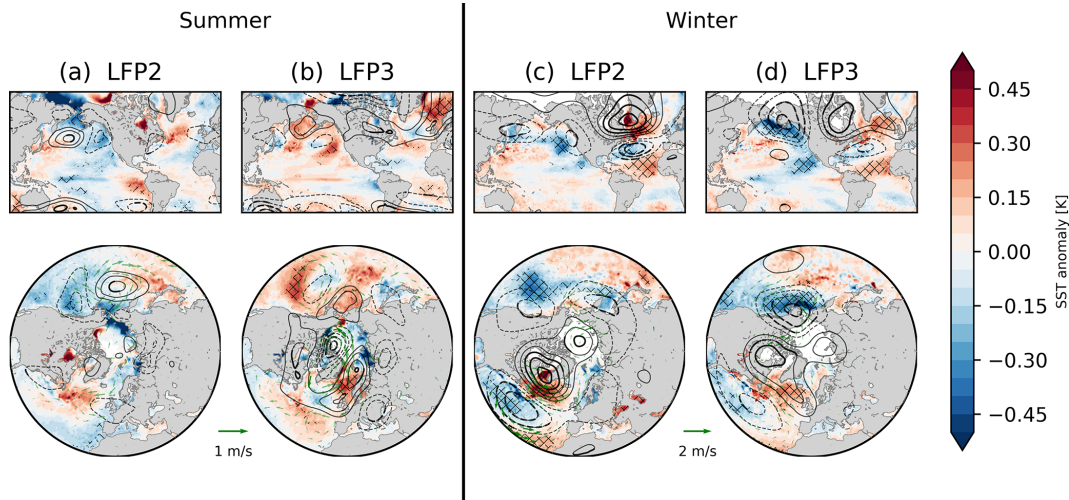 Summer
Winter
(a) LFP2
(b) LFP3
(c) LFP2
(d) LFP3
0.45
0.30
0.15
0.00
−0.15
−0.30
−0.45
SST anomaly [K]
1 m/s
2 m/s